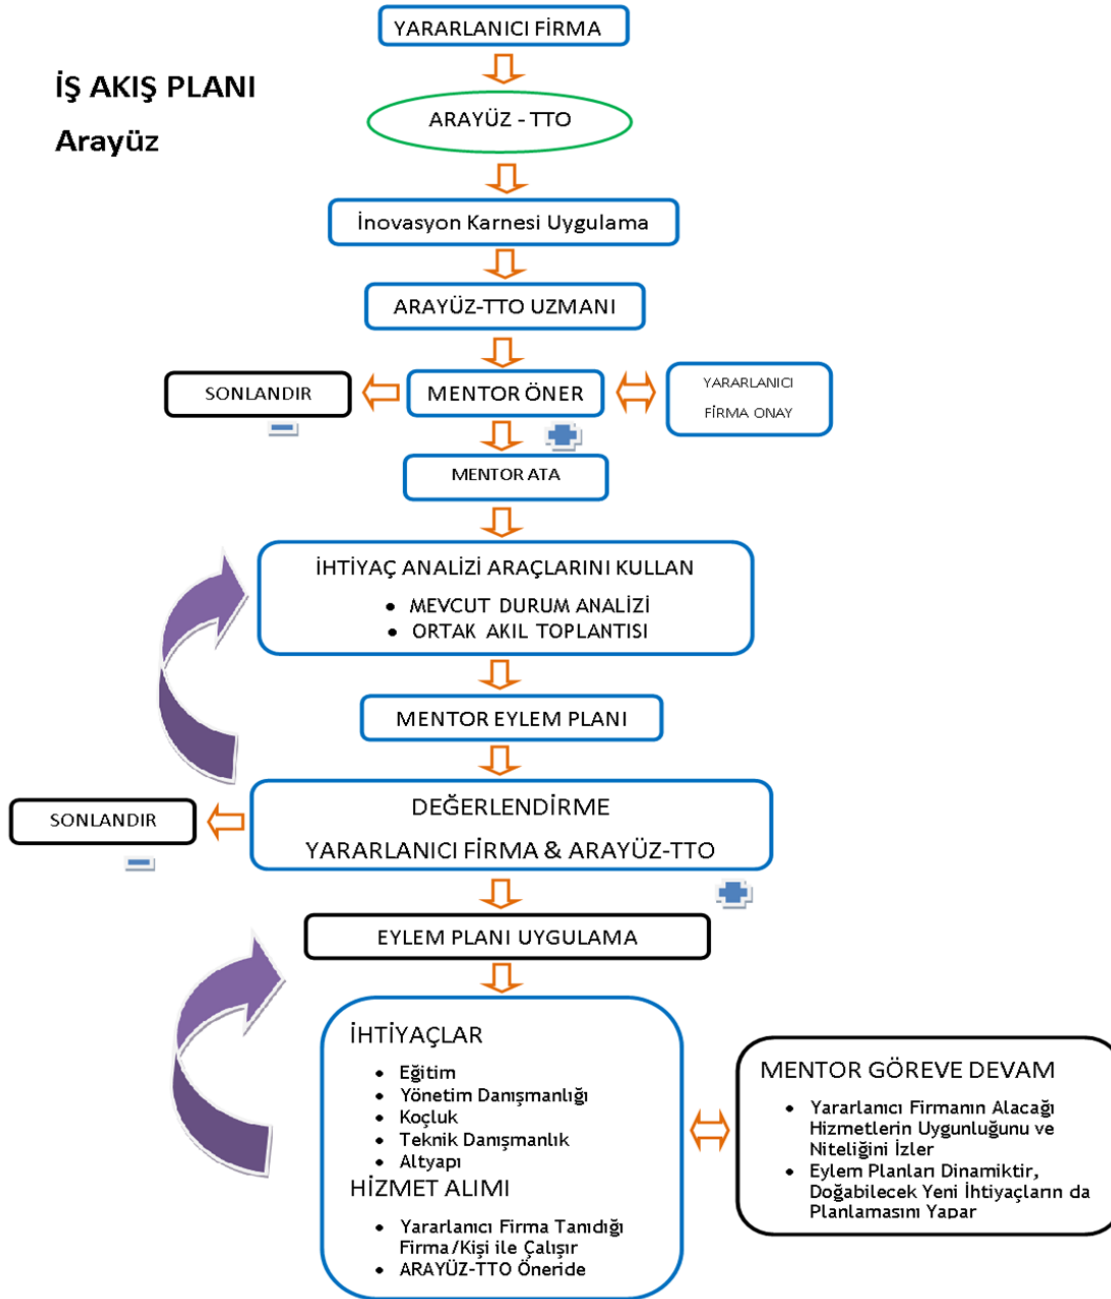 YARARLANICI FİRMA
İŞ AKIŞ PLANI
Arayüz
ARAYÜZ - TTO
İnovasyon Karnesi Uygulama
ARAYÜZ-TTO UZMANI
SONLANDIR
MENTOR ÖNER
YARARLANICI
FİRMA ONAY
MENTOR ATA
İHTİYAÇ ANALİZİ ARAÇLARINI KULLAN
• MEVCUT DURUM ANALİZİ
• ORTAK AKIL TOPLANTISI
MENTOR EYLEM PLANI
SONLANDIR
DEĞERLENDİRME
YARARLANICI FİRMA & ARAYÜZ-TTO
EYLEM PLANI UYGULAMA
İHTİYAÇLAR
• Eğitim
• Yönetim Danışmanlığı
• Koçluk
• Teknik Danışmanlık
• Altyapı
HİZMET ALIMI
• Yararlanıcı Firma Tanıdığı
Firma/Kişi ile Çalışır
• ARAYÜZ-TTO Öneride
MENTOR GÖREVE DEVAM
• Yararlanıcı Firmanın Alacağı
Hizmetlerin Uygunluğunu ve
Niteliğini İzler
• Eylem Planları Dinamiktir,
Doğabilecek Yeni İhtiyaçların da
Planlamasını Yapar